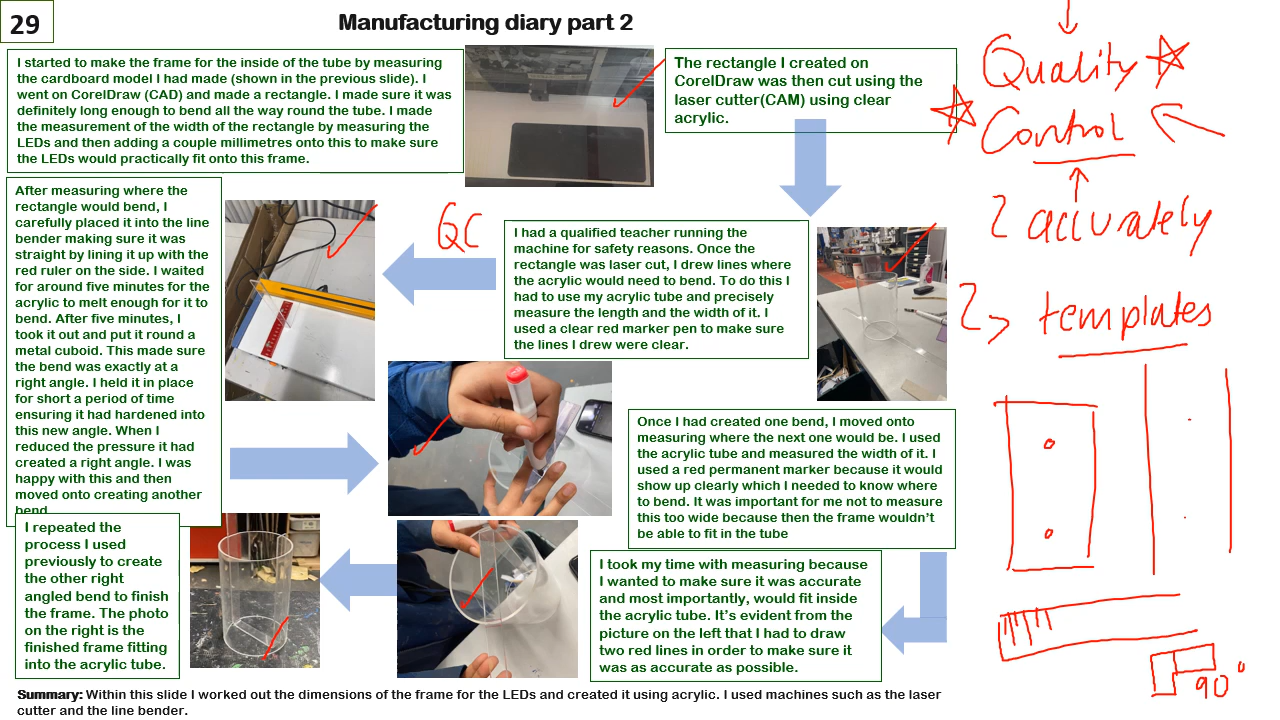 29
Manufacturing diary part 2
I started to make the frame for the inside of the tube by measuring
the cardboard model I had made (shown in the previous slide). I
went on CorelDraw (CAD) and made a rectangle. I made sure it was
definitely long enough to bend all the way round the tube. I made
the measurement of the width of the rectangle by measuring the
LEDs and then adding a couple millimetres onto this to make sure
the LEDs would practically fit onto this frame.
The rectangle I created on
CorelDraw was then cut using the
laser cutter(CAM) using clear
acrylic.
I had a qualified teacher running the
machine for safety reasons. Once the
rectangle was laser cut, I drew lines where
the acrylic would need to bend. To do this I
had to use my acrylic tube and precisely
measure the length and the width of it. I
used a clear red marker pen to make sure
the lines I drew were clear.
QC
After measuring where the
rectangle would bend, I
carefully placed it into the line
bender making sure it was
straight by lining it up with the
red ruler on the side. I waited
for around five minutes for the
acrylic to melt enough for it to
bend. After five minutes, I
took it out and put it round a
metal cuboid. This made sure
the bend was exactly at a
right angle. I held it in place
for short a period of time
ensuring it had hardened into
this new angle. When I
reduced the pressure it had
created a right angle. I was
happy with this and then
moved onto creating another
bend
Once I had created one bend, I moved onto
measuring where the next one would be. I used
the acrylic tube and measured the width of it. I
used a red permanent marker because it would
show up clearly which I needed to know where
to bend. It was important for me not to measure
this too wide because then the frame wouldn't
be able to fit in the tube
I took my time with measuring because
I wanted to make sure it was accurate
and most importantly, would fit inside
the acrylic tube. It's evident from the
picture on the left that I had to draw
two red lines in order to make sure it
was as accurate as possible.
I repeated the
process I used
previously to create
the other right
angled bend to finish
the frame. The photo
on the right is the
finished frame fitting
into the acrylic tube.
Summary: Within this slide I worked out the dimensions of the frame for the LEDs and created it using acrylic. I used machines such as the laser
cutter and the line bender.
Quality
Control
accurately
templates
90°